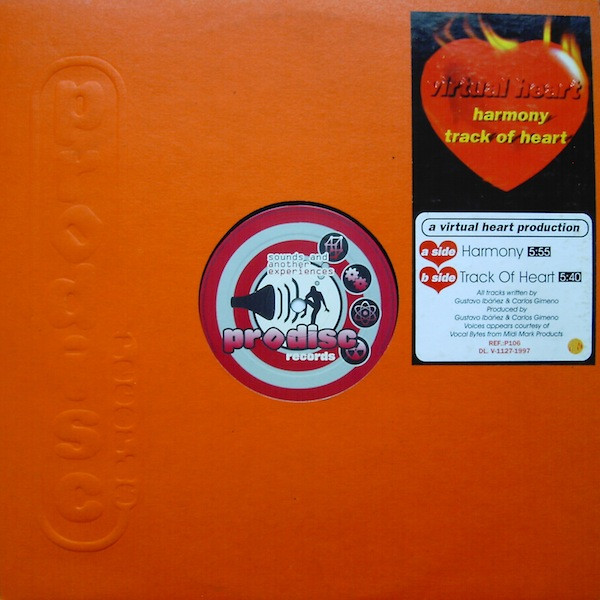 prodisc
records
sounds and
another
experiences
prodisc
records
virtual heart
harmony
track of heart
a virtual heart production
a side Harmony 5:55
b side Track Of Heart 5:40
All tracks written by
Gustavo Ibáñez & Carlos Gimeno
Produced by
Gustavo Ibáñez & Carlos Gimeno
Voices appears courtesy of
Vocal Bytes from Midi Mark Products
REF.:P106
DL. V-1127-1997